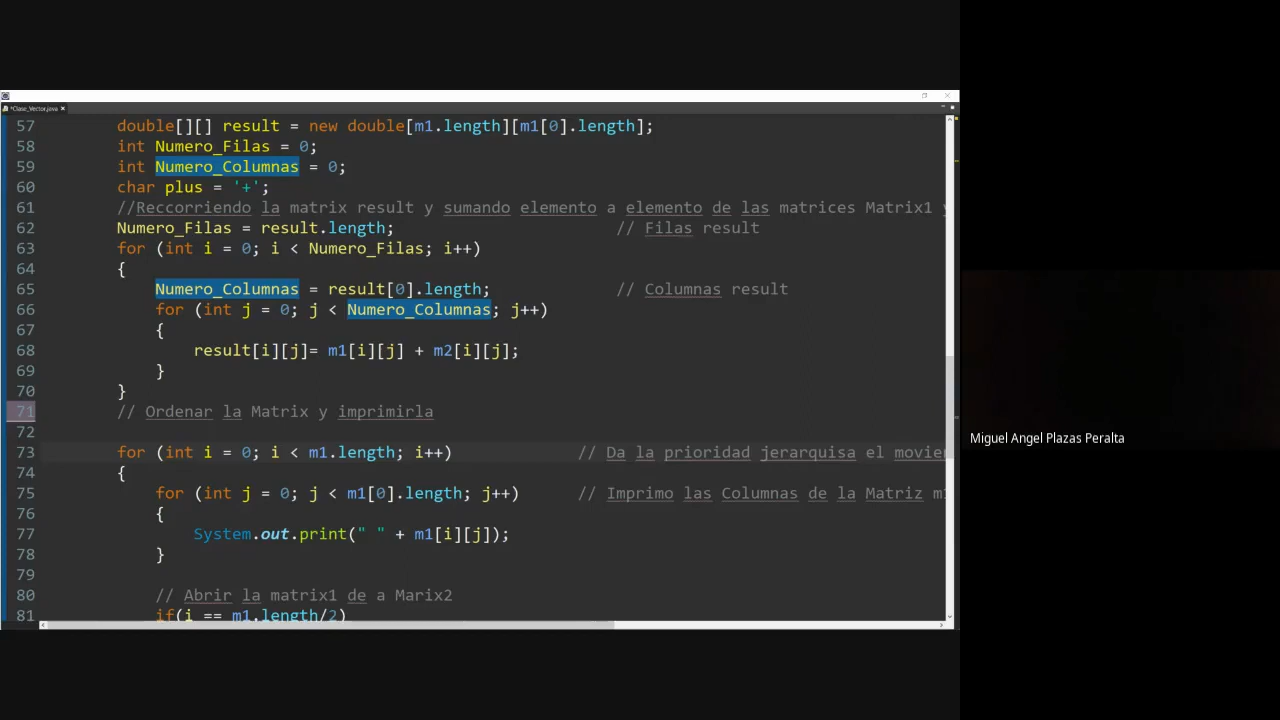 *Clase_Vector.java
57 double[][] result = new double[m1.length][m1[0].length];
58 int Numero_Filas = 0;
59 int Numero_Columnas = 0;
60 char plus = '+';
61 //Reccorriendo la matrix result y sumando elemento a elemento de las matrices Matrix1 y
62 Numero_Filas = result.length; // Filas result
63 for (int i = 0; i < Numero_Filas; i++)
64 {
65 Numero_Columnas = result[0].length; // Columnas result
66 for (int j = 0; j < Numero_Columnas; j++)
67 {
68 result[i][j]= m1[i][j] + m2[i][j];
69 }
70 }
71 // Ordenar la Matrix y imprimirla
72
73 for (int i = 0; i < m1.length; i++) // Da la prioridad jerarquisa el movien
74 {
75 for (int j = 0; j < m1[0].length; j++) // Imprimo las Columnas de la Matriz m1
76 {
77 System.out.print(" " + m1[i][j]);
78 }
79
80 // Abrir la matrix1 de a Marix2
81 if(i == m1.length/2)
Miguel Angel Plazas Peralta